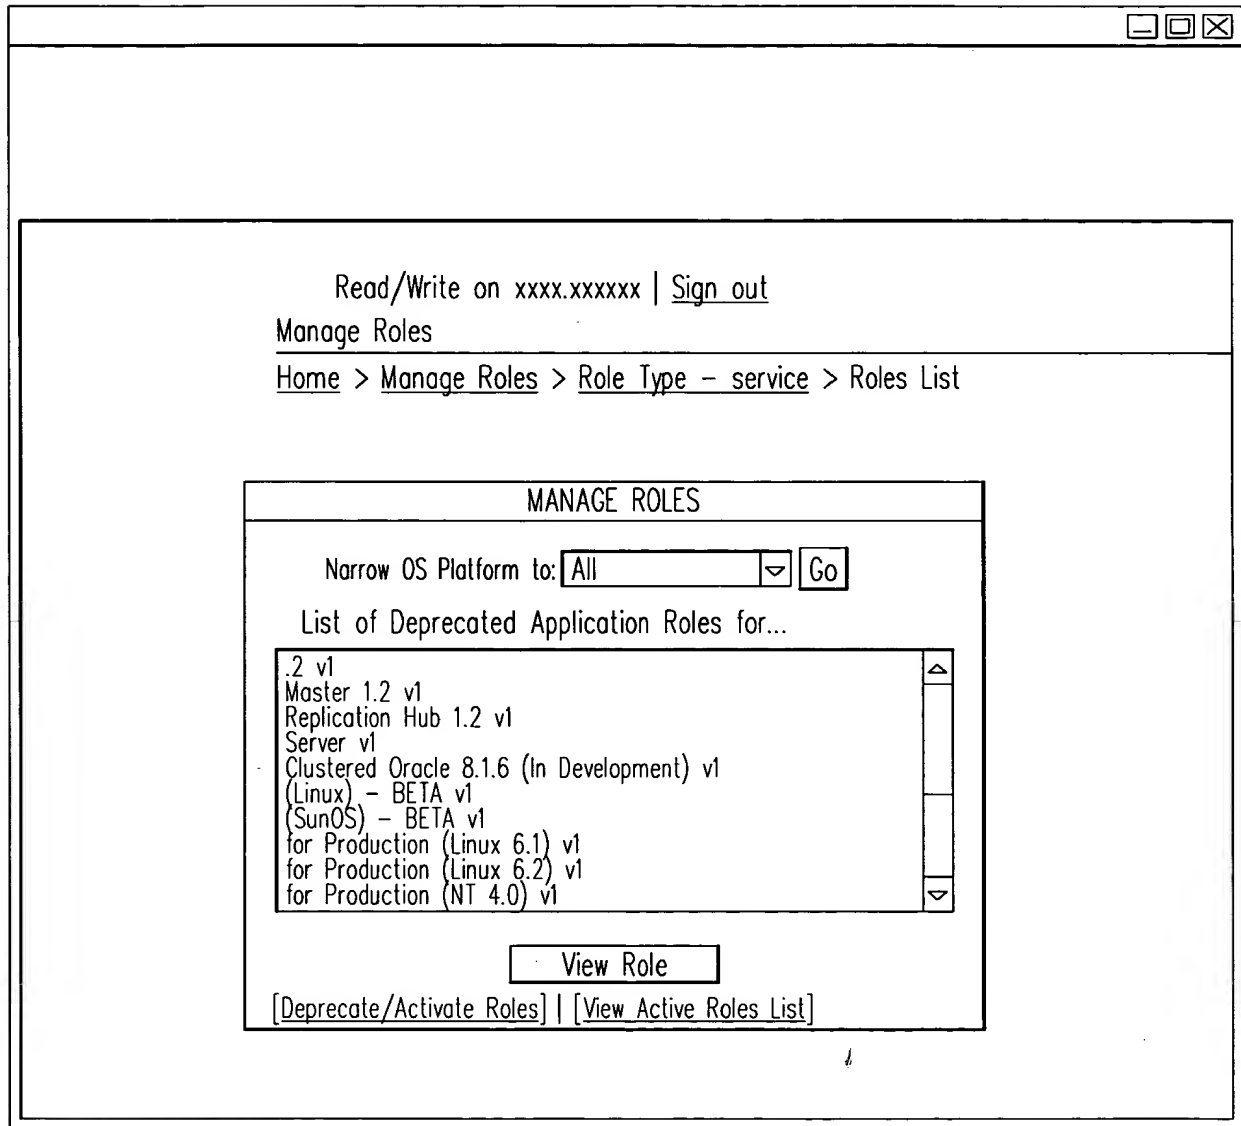 Read/Write on xxxx.xxxxxx | Sign out
Manage Roles
Home > Manage Roles > Role Type – service > Roles List
MANAGE ROLES
Narrow OS Platform to: All Go
List of Deprecated Application Roles for...
.2 v1
Master 1.2 v1
Replication Hub 1.2 v1
Server v1
Clustered Oracle 8.1.6 (In Development) v1
(Linux) – BETA v1
(SunOS) – BETA v1
for Production (Linux 6.1) v1
for Production (Linux 6.2) v1
for Production (NT 4.0) v1
View Role
[Deprecate/Activate Roles] | [View Active Roles List]